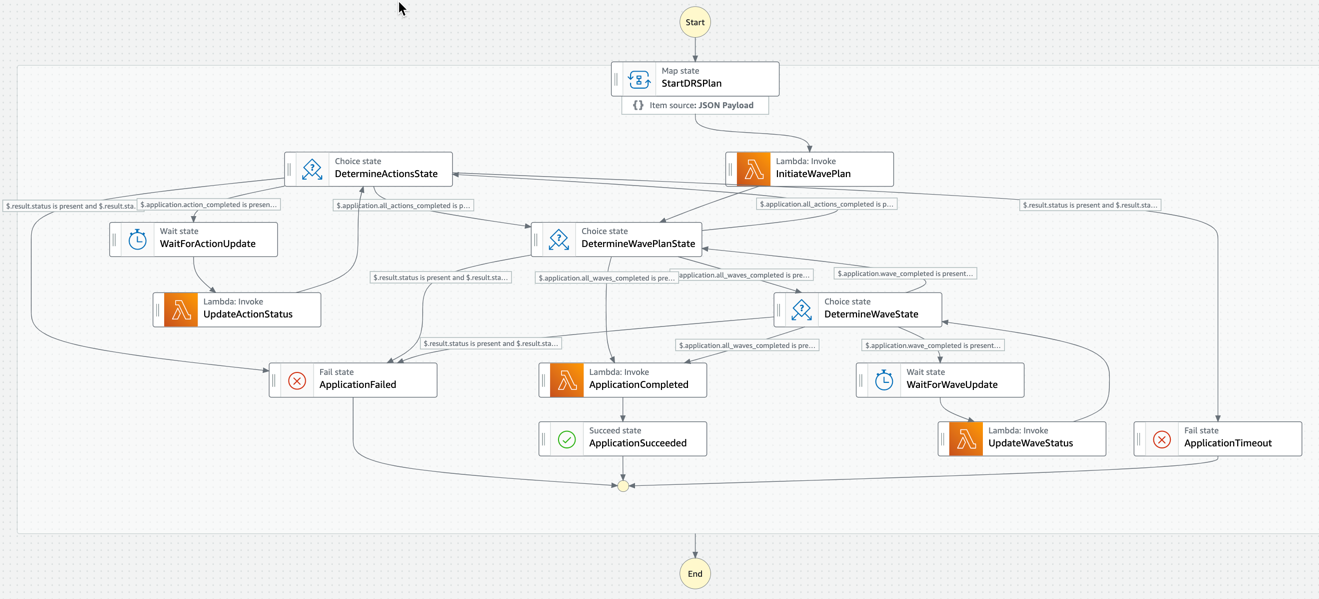 Start
Map state
StartDRSPlan
{} Item source: JSON Payload
Choice state
DetermineActionsState
Lambda: Invoke
InitiateWavePlan
$.result.status is present and $.result.sta...
$.application.action_completed is presen...
$.application.all_actions_completed is p...
$.application.all_actions_completed is p...
$.result.status is present and $.result.sta...
Wait state
WaitForActionUpdate
Choice state
DetermineWavePlanState
$.result.status is present and $.result.sta...
$.application.all_waves_completed is pre...
application.all_waves_completed is pre...
$.application.wave_completed is present...
Lambda: Invoke
UpdateActionStatus
Choice state
DetermineWaveState
$.result.status is present and $.result.sta...
$.application.all_waves_completed is pre...
$.application.wave_completed is present...
Fail state
ApplicationFailed
Lambda: Invoke
ApplicationCompleted
Wait state
WaitForWaveUpdate
Succeed state
ApplicationSucceeded
Lambda: Invoke
UpdateWaveStatus
Fail state
ApplicationTimeout
End